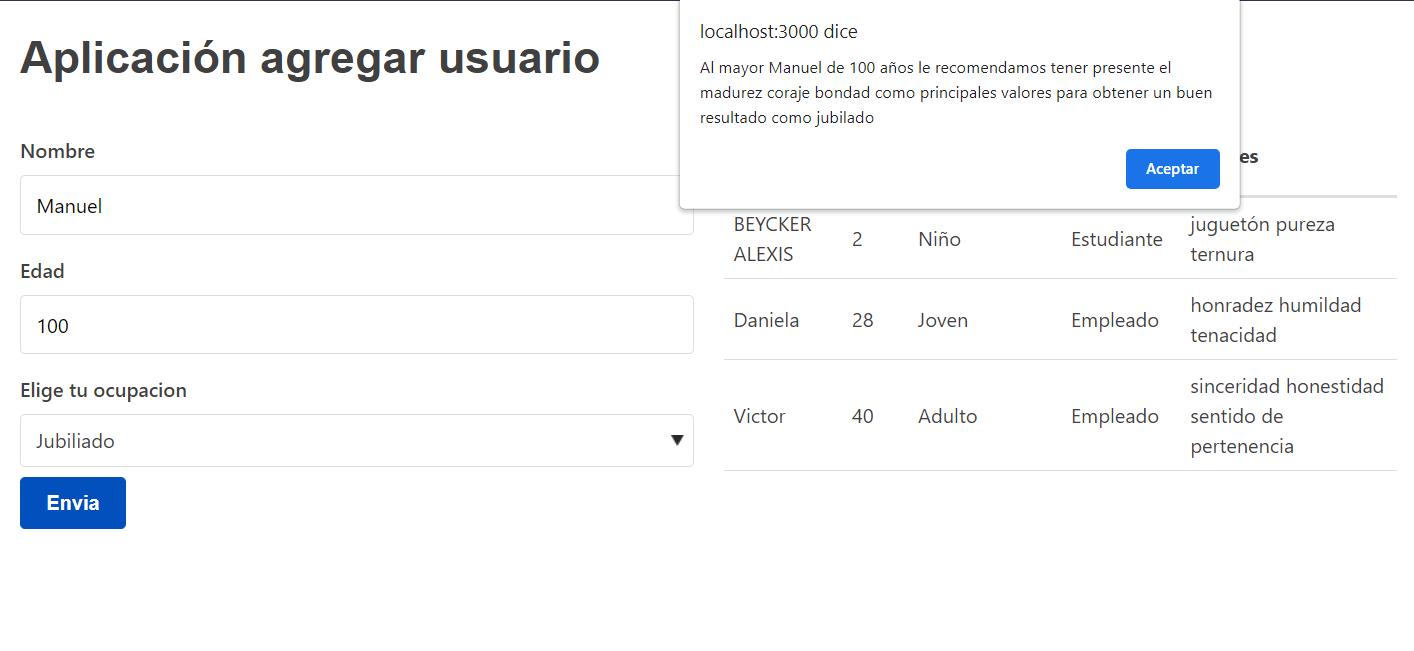 Aplicación agregar usuario
localhost:3000 dice
Al mayor Manuel de 100 años le recomendamos tener presente el
madurez coraje bondad como principales valores para obtener un buen
resultado como jubilado
Aceptar
Nombre
Manuel
Edad
100
Elige tu ocupacion
Jubiliado
Envia
es
BEYCKER
ALEXIS
2
Niño
Estudiante
juguetón pureza
ternura
Daniela
28
Joven
Empleado
honradez humildad
tenacidad
Victor
40
Adulto
Empleado
sinceridad honestidad
sentido de
pertenencia